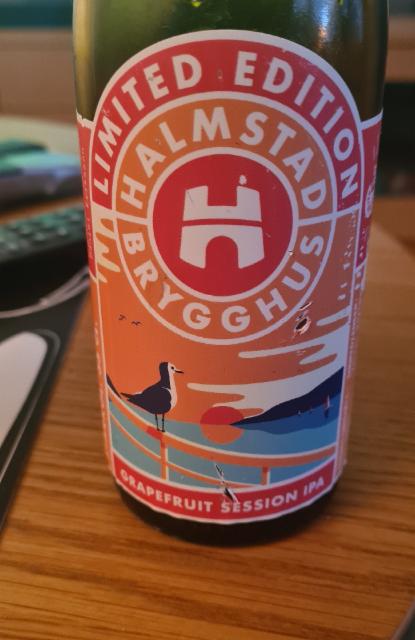 LIMITED EDITION
HALMSTAD
BRYGGHUS
GRAPEFRUIT SESSION IPA